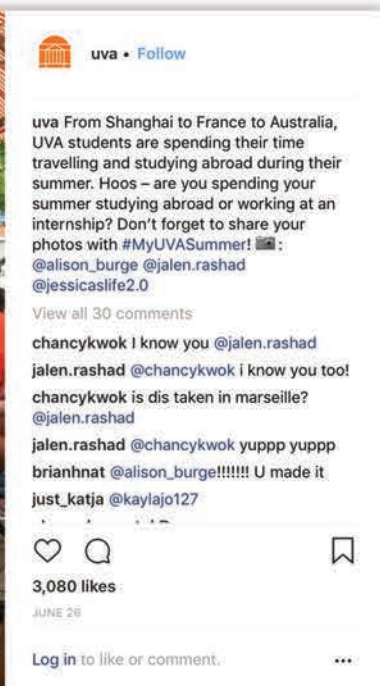 uva • Follow
uva From Shanghai to France to Australia,
UVA students are spending their time
travelling and studying abroad during their
summer. Hoos – are you spending your
summer studying abroad or working at an
internship? Don't forget to share your
photos with #MyUVASummer! 📷:
@alison_burge @jalen.rashad
@jessicaslife2.0
View all 30 comments
chancykwok I know you @jalen.rashad
jalen.rashad @chancykwok i know you too!
chancykwok is dis taken in marseille?
@jalen.rashad
jalen.rashad @chancykwok yuppp yuppp
brianhnat @alison_burge!!!!!!! U made it
just_katja @kaylajo127
3,080 likes
JUNE 26
Log in to like or comment.